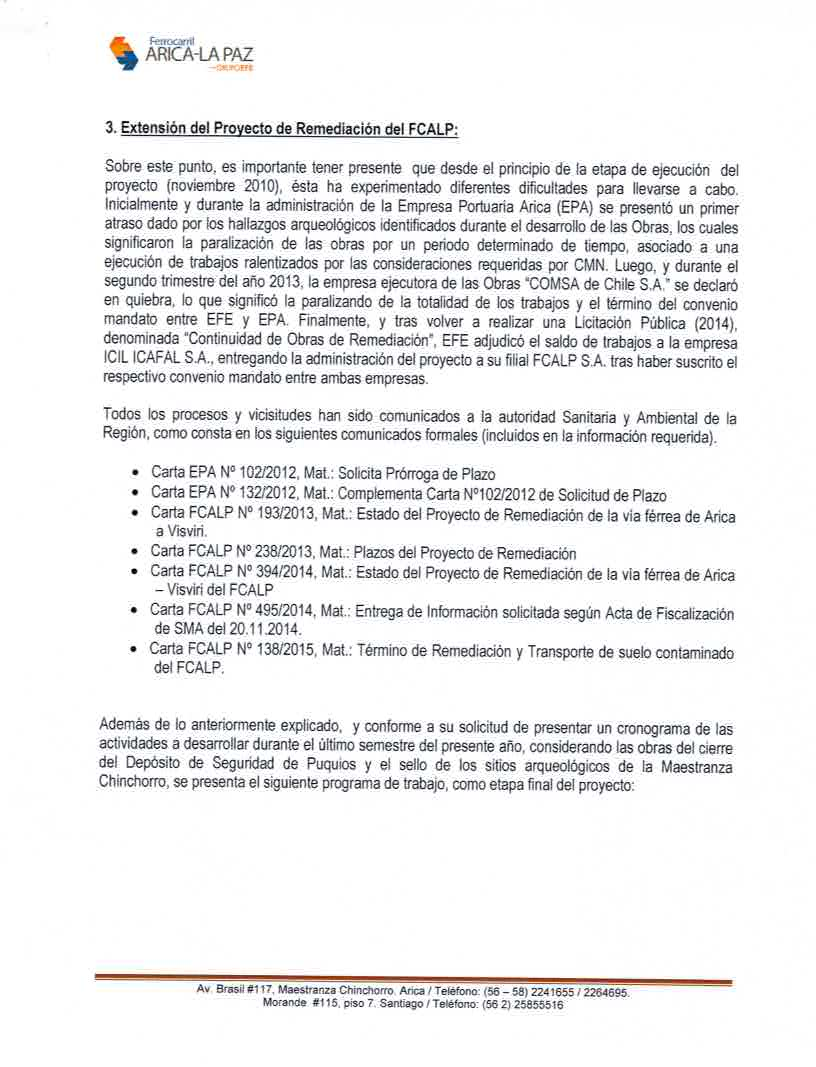 Ferrocarril
ARICA-LA PAZ
GRUPOEFE
3. Extensión del Proyecto de Remediación del FCALP:
Sobre este punto, es importante tener presente que desde el principio de la etapa de ejecución del
proyecto (noviembre 2010), ésta ha experimentado diferentes dificultades para llevarse a cabo.
Inicialmente y durante la administración de la Empresa Portuaria Arica (EPA) se presentó un primer
atraso dado por los hallazgos arqueológicos identificados durante el desarrollo de las Obras, los cuales
significaron la paralización de las obras por un periodo determinado de tiempo, asociado a una
ejecución de trabajos ralentizados por las consideraciones requeridas por CMN. Luego, y durante el
segundo trimestre del año 2013, la empresa ejecutora de las Obras "COMSA de Chile S.A." se declaró
en quiebra, lo que significó la paralizando de la totalidad de los trabajos y el término del convenio
mandato entre EFE y EPA. Finalmente, y tras volver a realizar una Licitación Pública (2014),
denominada "Continuidad de Obras de Remediación", EFE adjudicó el saldo de trabajos a la empresa
ICIL ICAFAL S.A., entregando la administración del proyecto a su filial FCALP S.A. tras haber suscrito el
respectivo convenio mandato entre ambas empresas.
Todos los procesos y vicisitudes han sido comunicados a la autoridad Sanitaria y Ambiental de la
Región, como consta en los siguientes comunicados formales (incluidos en la información requerida).
• Carta EPA Nº 102/2012, Mat.: Solicita Prórroga de Plazo
• Carta EPA Nº 132/2012, Mat.: Complementa Carta Nº102/2012 de Solicitud de Plazo
• Carta FCALP Nº 193/2013, Mat.: Estado del Proyecto de Remediación de la vía férrea de Arica
a Visviri.
• Carta FCALP Nº 238/2013, Mat.: Plazos del Proyecto de Remediación
• Carta FCALP Nº 394/2014, Mat.: Estado del Proyecto de Remediación de la vía férrea de Arica
– Visviri del FCALP
• Carta FCALP Nº 495/2014, Mat.: Entrega de Información solicitada según Acta de Fiscalización
de SMA del 20.11.2014.
• Carta FCALP Nº 138/2015, Mat.: Término de Remediación y Transporte de suelo contaminado
del FCALP.
Además de lo anteriormente explicado, y conforme a su solicitud de presentar un cronograma de las
actividades a desarrollar durante el último semestre del presente año, considerando las obras del cierre
del Depósito de Seguridad de Puquios y el sello de los sitios arqueológicos de la Maestranza
Chinchorro, se presenta el siguiente programa de trabajo, como etapa final del proyecto:
Av. Brasil #117, Maestranza Chinchorro. Arica / Teléfono: (56 – 58) 2241655 / 2264695.
Morande #115, piso 7. Santiago / Teléfono: (56 2) 25855516